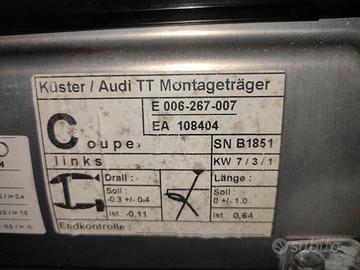 Küster / Audi TT Montageträger
E 006-267-007
EA 108404
Coupe
links
SN B1851
KW 7 / 3 / 1
Drall :
Soll :
-0.3 +/- 0.4
ist : -0,11
Länge :
Soll :
0 +/- 1.0
ist : 0,64
Endkontrolle :
subito